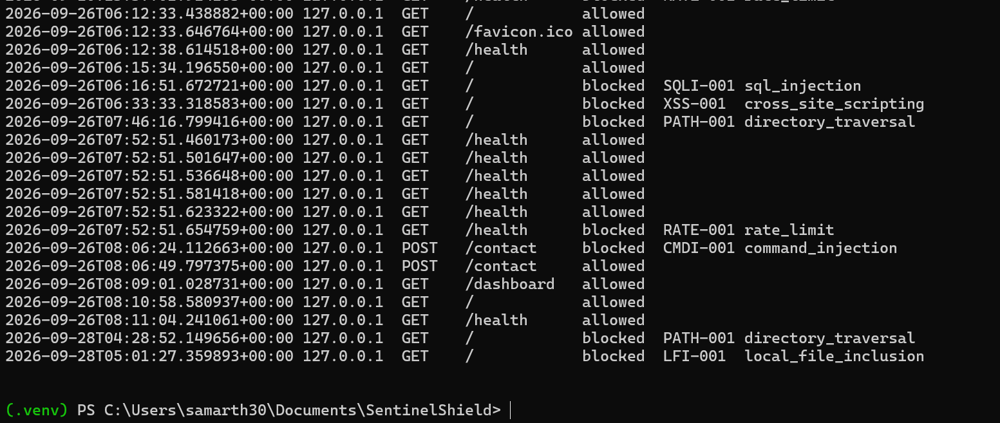 2026-09-26T06:12:33.438882+00:00 127.0.0.1 GET / allowed
2026-09-26T06:12:33.646764+00:00 127.0.0.1 GET /favicon.ico allowed
2026-09-26T06:12:38.614518+00:00 127.0.0.1 GET /health allowed
2026-09-26T06:15:34.196550+00:00 127.0.0.1 GET / allowed
2026-09-26T06:16:51.672721+00:00 127.0.0.1 GET / blocked SQLI-001 sql_injection
2026-09-26T06:33:33.318583+00:00 127.0.0.1 GET / blocked XSS-001 cross_site_scripting
2026-09-26T07:46:16.799416+00:00 127.0.0.1 GET / blocked PATH-001 directory_traversal
2026-09-26T07:52:51.460173+00:00 127.0.0.1 GET /health allowed
2026-09-26T07:52:51.501647+00:00 127.0.0.1 GET /health allowed
2026-09-26T07:52:51.536648+00:00 127.0.0.1 GET /health allowed
2026-09-26T07:52:51.581418+00:00 127.0.0.1 GET /health allowed
2026-09-26T07:52:51.623322+00:00 127.0.0.1 GET /health allowed
2026-09-26T07:52:51.654759+00:00 127.0.0.1 GET /health blocked RATE-001 rate_limit
2026-09-26T08:06:24.112663+00:00 127.0.0.1 POST /contact blocked CMDI-001 command_injection
2026-09-26T08:06:49.797375+00:00 127.0.0.1 POST /contact allowed
2026-09-26T08:09:01.028731+00:00 127.0.0.1 GET /dashboard allowed
2026-09-26T08:10:58.580937+00:00 127.0.0.1 GET / allowed
2026-09-26T08:11:04.241061+00:00 127.0.0.1 GET /health allowed
2026-09-28T04:28:52.149656+00:00 127.0.0.1 GET / blocked PATH-001 directory_traversal
2026-09-28T05:01:27.359893+00:00 127.0.0.1 GET / blocked LFI-001 local_file_inclusion
(.venv) PS C:\Users\samarth30\Documents\SentinelShield>